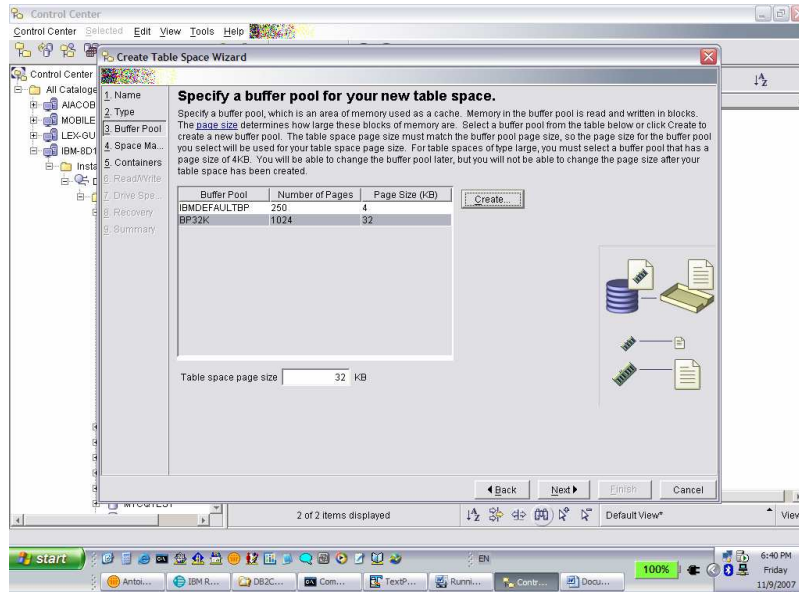 Control Center
Control Center Selected Edit View Tools Help
Create Table Space Wizard
Control Center
All Cataloge
AIACOB
MOBILE
LEX-GU
IBM-8D1
Insta
1. Name
2. Type
3. Buffer Pool
4. Space Ma...
5. Containers
6. Read/Write
7. Drive Spe...
8. Recovery
9. Summary
Specify a buffer pool for your new table space.
Specify a buffer pool, which is an area of memory used as a cache. Memory in the buffer pool is read and written in blocks.
The page size determines how large these blocks of memory are. Select a buffer pool from the table below or click Create to
create a new buffer pool. The table space page size must match the buffer pool page size, so the page size for the buffer pool
you select will be used for your table space page size. For table spaces of type large, you must select a buffer pool that has a
page size of 4KB. You will be able to change the buffer pool later, but you will not be able to change the page size after your
table space has been created.
Buffer Pool Number of Pages Page Size (KB)
IBMDEFAULTBP 250 4
BP32K 1024 32
Create...
Table space page size 32 KB
Back Next Finish Cancel
2 of 2 items displayed
Default View*
View
start
EN
100%
6:40 PM
Friday
11/9/2007
Antoi...
IBM R...
DB2C...
Com...
TextP...
Runni...
Contr...
Docu...